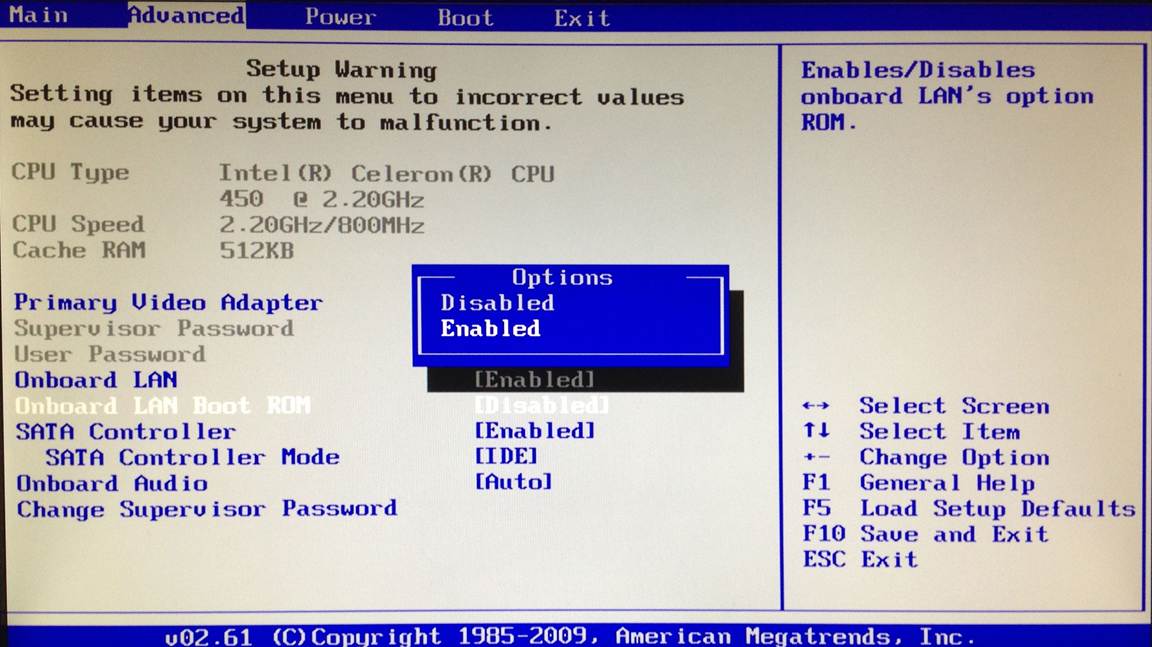 Main Advanced Power Boot Exit
Setup Warning
Setting items on this menu to incorrect values
may cause your system to malfunction.
CPU Type Intel(R) Celeron(R) CPU
450 @ 2.20GHz
CPU Speed 2.20GHz/800MHz
Cache RAM 512KB
Primary Video Adapter
Supervisor Password
User Password
Options
Disabled
Enabled
Onboard LAN [Enabled]
Onboard LAN Boot ROM [Disabled]
SATA Controller [Enabled]
SATA Controller Mode [IDE]
Onboard Audio [Auto]
Change Supervisor Password
Enables/Disables
onboard LAN's option
ROM.
↔ Select Screen
↑↓ Select Item
+- Change Option
F1 General Help
F5 Load Setup Defaults
F10 Save and Exit
ESC Exit
v02.61 (C)Copyright 1985-2009, American Megatrends, Inc.